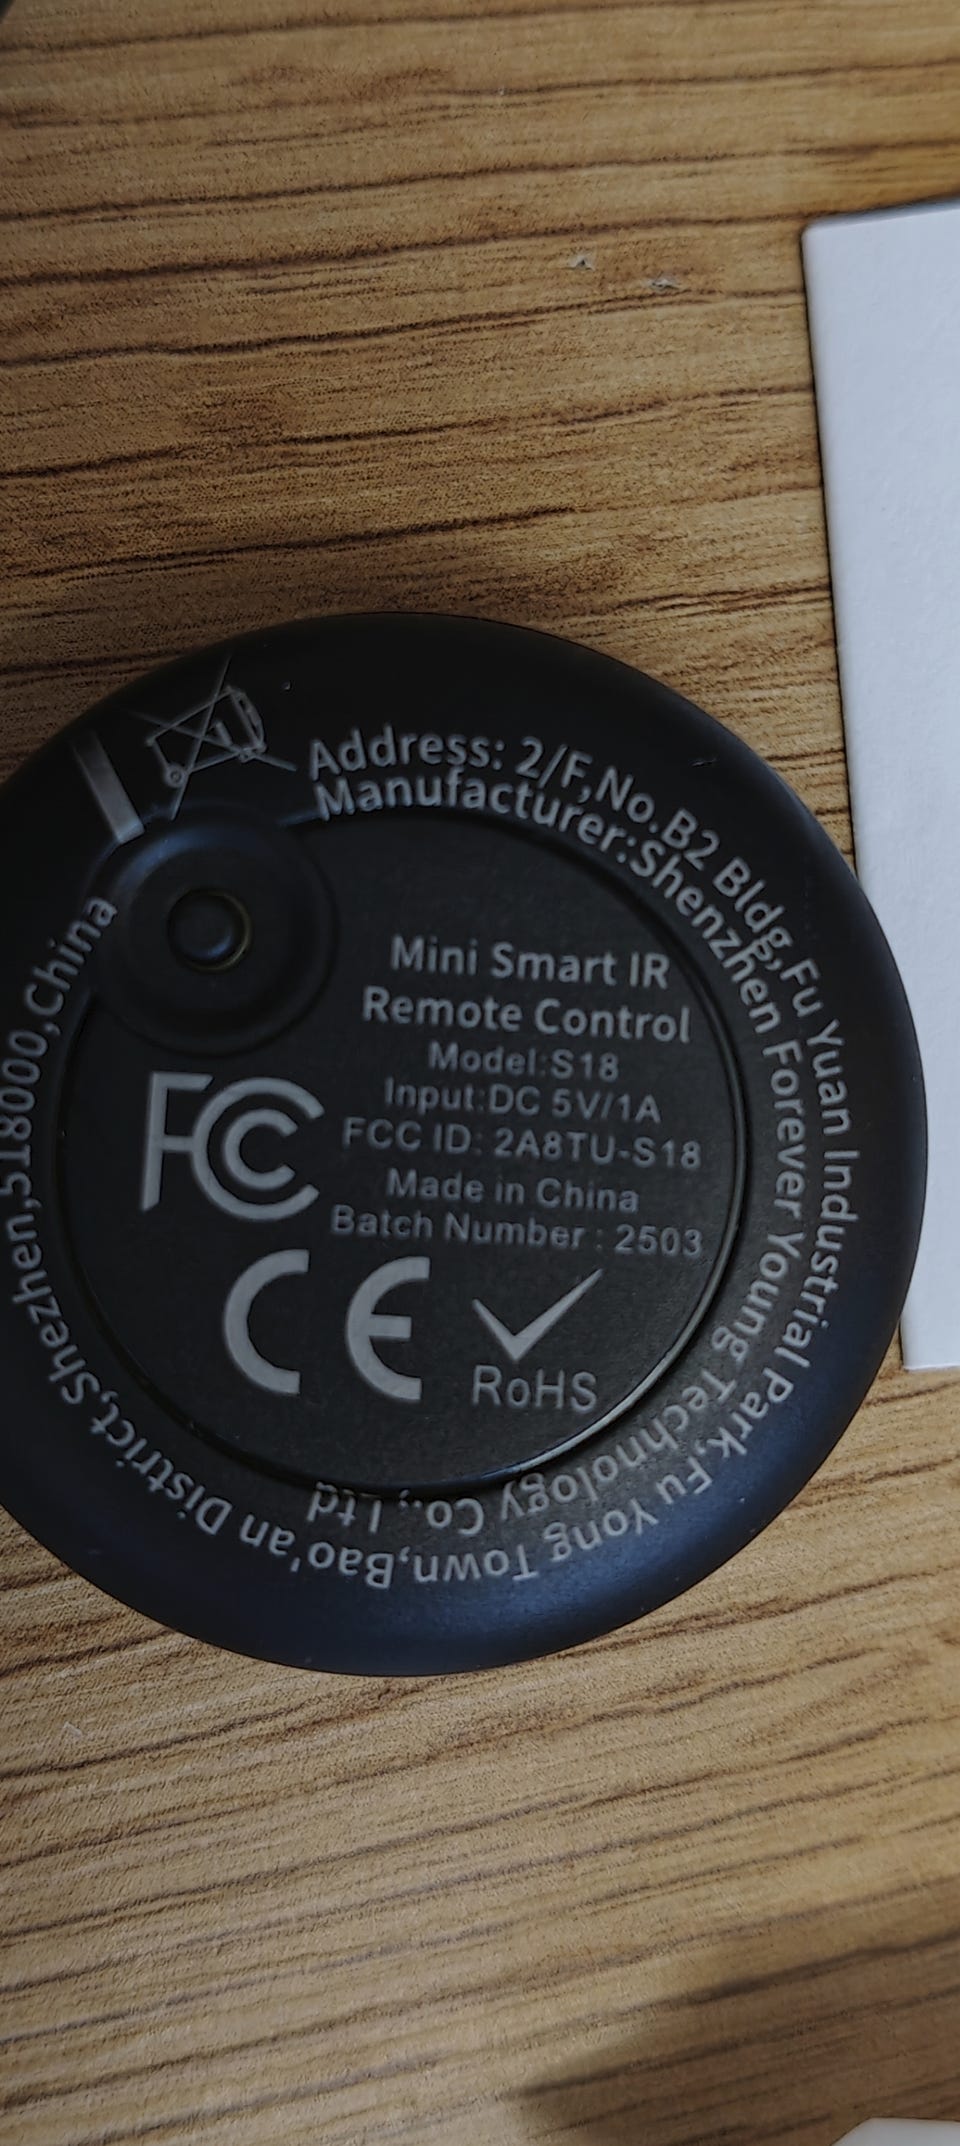 Address: 2/F,No.B2 Bldg,Fu Yuan Industrial Park,Fu Yong Town,Bao'an District,Shezhen,518000,China
Manufacturer:Shenzhen Forever Young Technology Co., Ltd
Mini Smart IR
Remote Control
Model:S18
Input:DC 5V/1A
FCC ID: 2A8TU-S18
Made in China
Batch Number : 2503
FC
CE
RoHS